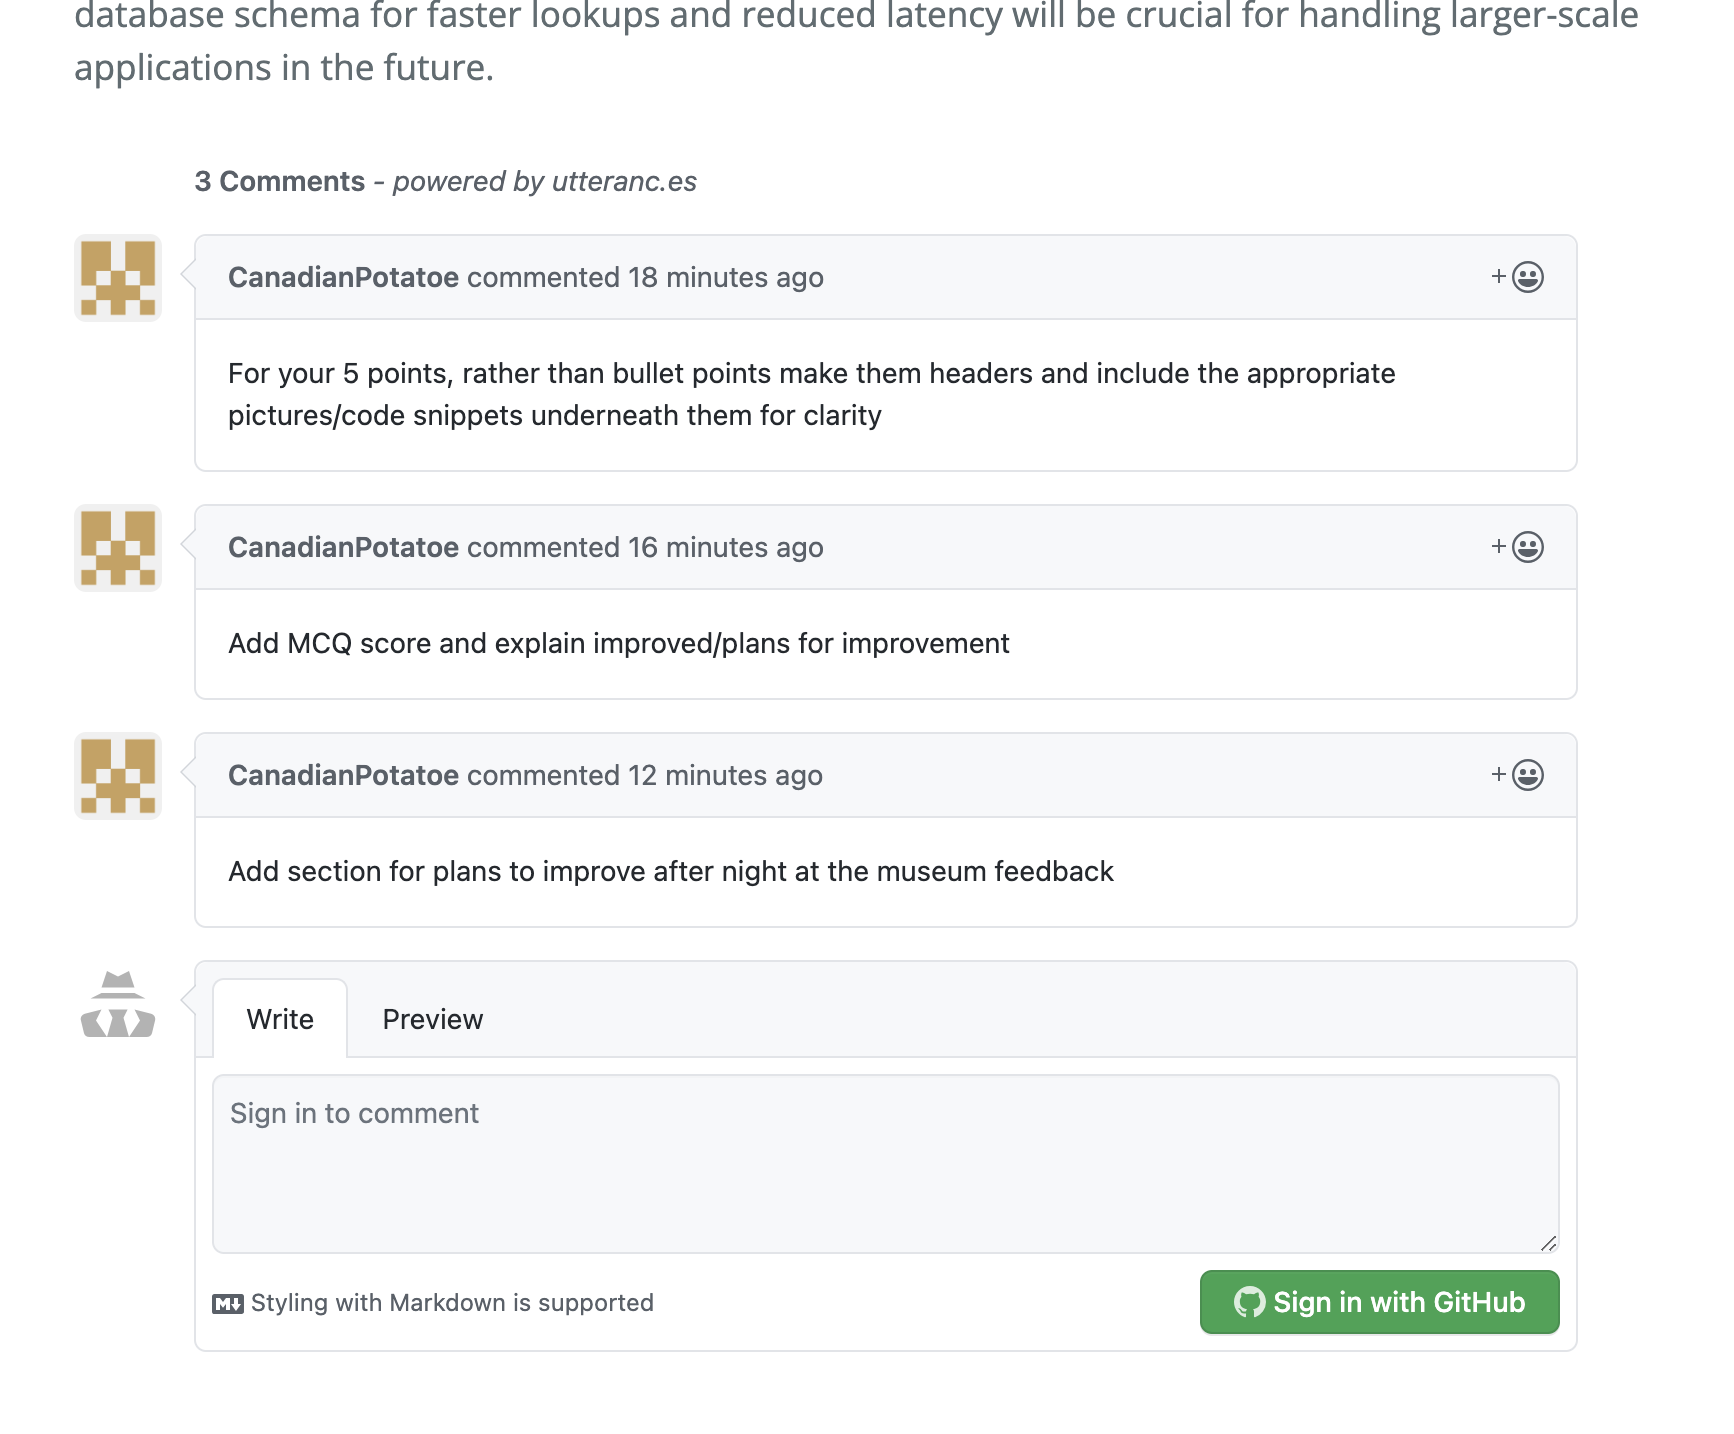 database schema for faster lookups and reduced latency will be crucial for handling larger-scale
applications in the future.
3 Comments - powered by utteranc.es
CanadianPotatoe commented 18 minutes ago
+
For your 5 points, rather than bullet points make them headers and include the appropriate
pictures/code snippets underneath them for clarity
CanadianPotatoe commented 16 minutes ago
+
Add MCQ score and explain improved/plans for improvement
CanadianPotatoe commented 12 minutes ago
+
Add section for plans to improve after night at the museum feedback
Write Preview
Sign in to comment
M Styling with Markdown is supported
Sign in with GitHub